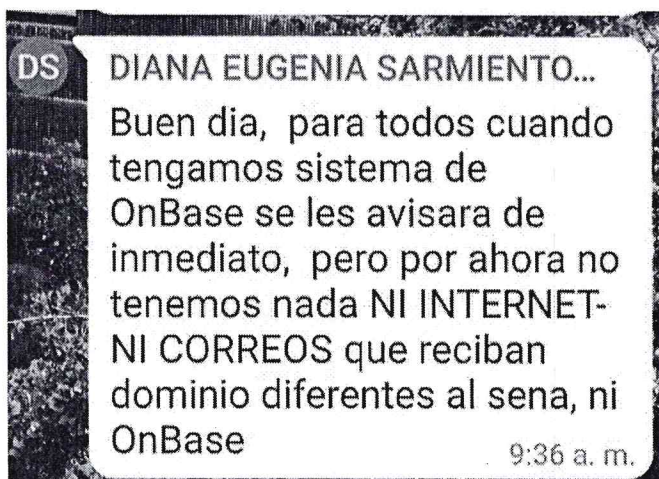 DS
DIANA EUGENIA SARMIENTO...
Buen dia, para todos cuando
tengamos sistema de
OnBase se les avisara de
inmediato, pero por ahora no
tenemos nada NI INTERNET-
NI CORREOS que reciban
dominio diferentes al sena, ni
OnBase
9:36 a. m.